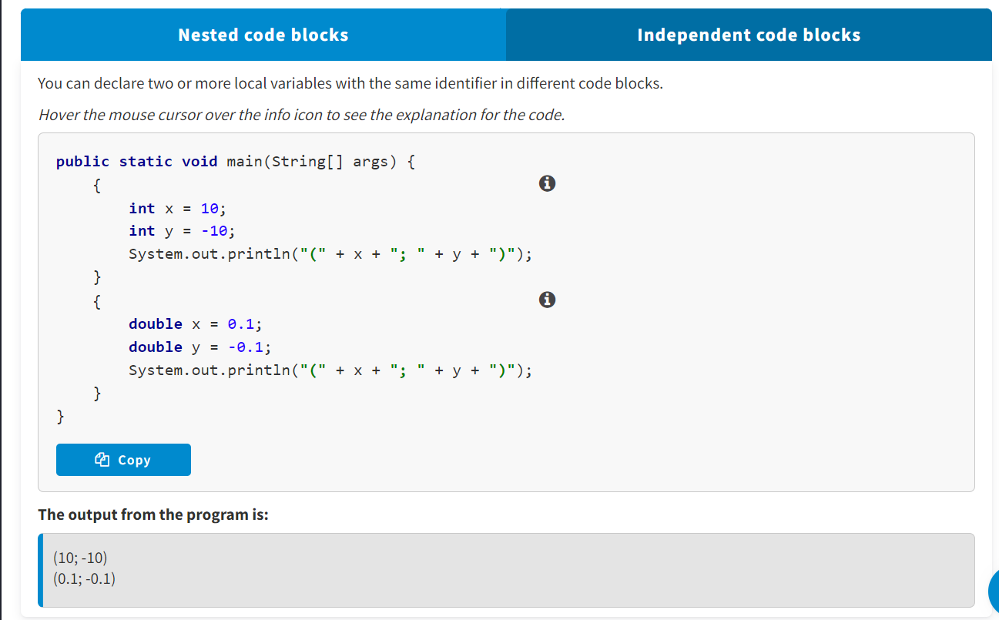 Nested code blocks
Independent code blocks
You can declare two or more local variables with the same identifier in different code blocks.
Hover the mouse cursor over the info icon to see the explanation for the code.
public static void main(String[] args) {
    {
        int x = 10;
        int y = -10;
        System.out.println("(" + x + "; " + y + ")");
    }
    {
        double x = 0.1;
        double y = -0.1;
        System.out.println("(" + x + "; " + y + ")");
    }
}
Copy
The output from the program is:
(10; -10)
(0.1; -0.1)